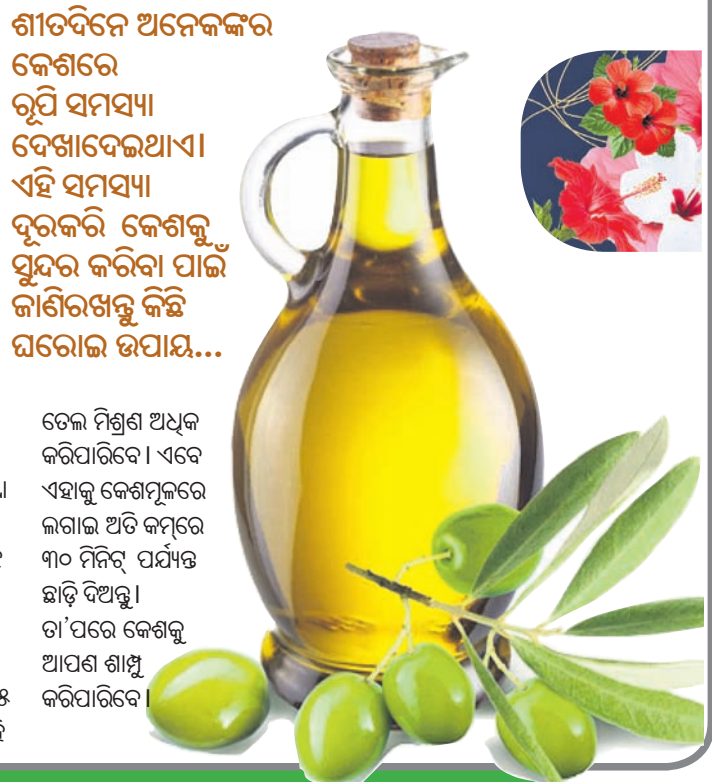 ଶୀତଦିନେ ଅନେକଙ୍କର
କେଶରେ
ରୂପି ସମସ୍ୟା
ଦେଖାଦେଇଥାଏ।
ଏହି ସମସ୍ୟା
ଦୂରକରି କେଶକୁ
ସୁନ୍ଦର କରିବା ପାଇଁ
ଜାଣିରଖନ୍ତୁ କିଛି
ଘରୋଇ ଉପାୟ...
ତେଲ ମିଶ୍ରଣ ଅଧିକ
କରିପାରିବେ। ଏବେ
ଏହାକୁ କେଶମୂଳରେ
ଲଗାଇ ଅତି କମ୍‌ରେ
୩୦ ମିନିଟ୍ ପର୍ଯ୍ୟନ୍ତ
ଛାଡ଼ି ଦିଅନ୍ତୁ।
ତା'ପରେ କେଶକୁ
ଆପଣ ଶାମ୍ପୁ
କରିପାରିବେ।